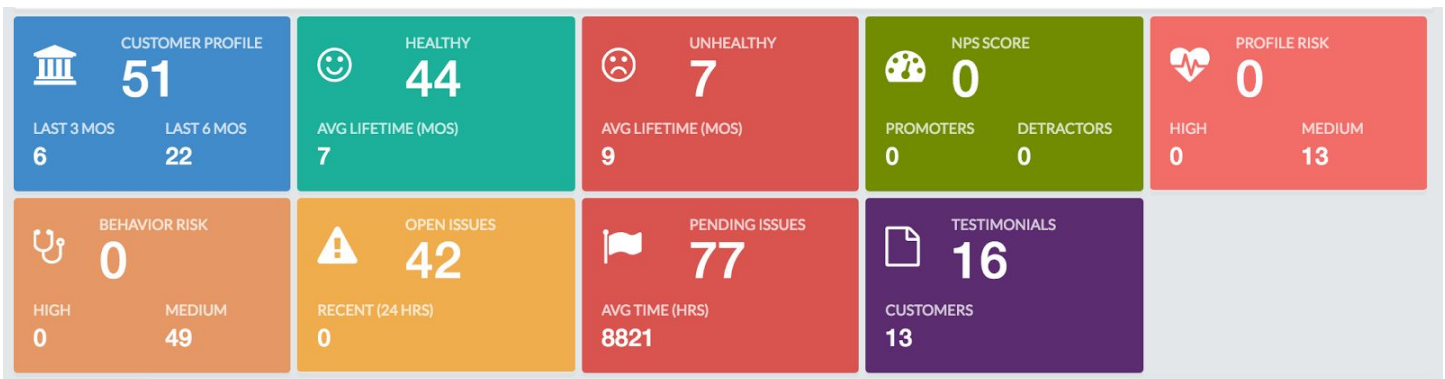 CUSTOMER PROFILE
51
LAST 3 MOS LAST 6 MOS
6 22
HEALTHY
44
AVG LIFETIME (MOS)
7
UNHEALTHY
7
AVG LIFETIME (MOS)
9
NPS SCORE
0
PROMOTERS DETRACTORS
0 0
PROFILE RISK
0
HIGH MEDIUM
0 13
BEHAVIOR RISK
0
HIGH MEDIUM
0 49
OPEN ISSUES
42
RECENT (24 HRS)
0
PENDING ISSUES
77
AVG TIME (HRS)
8821
TESTIMONIALS
16
CUSTOMERS
13